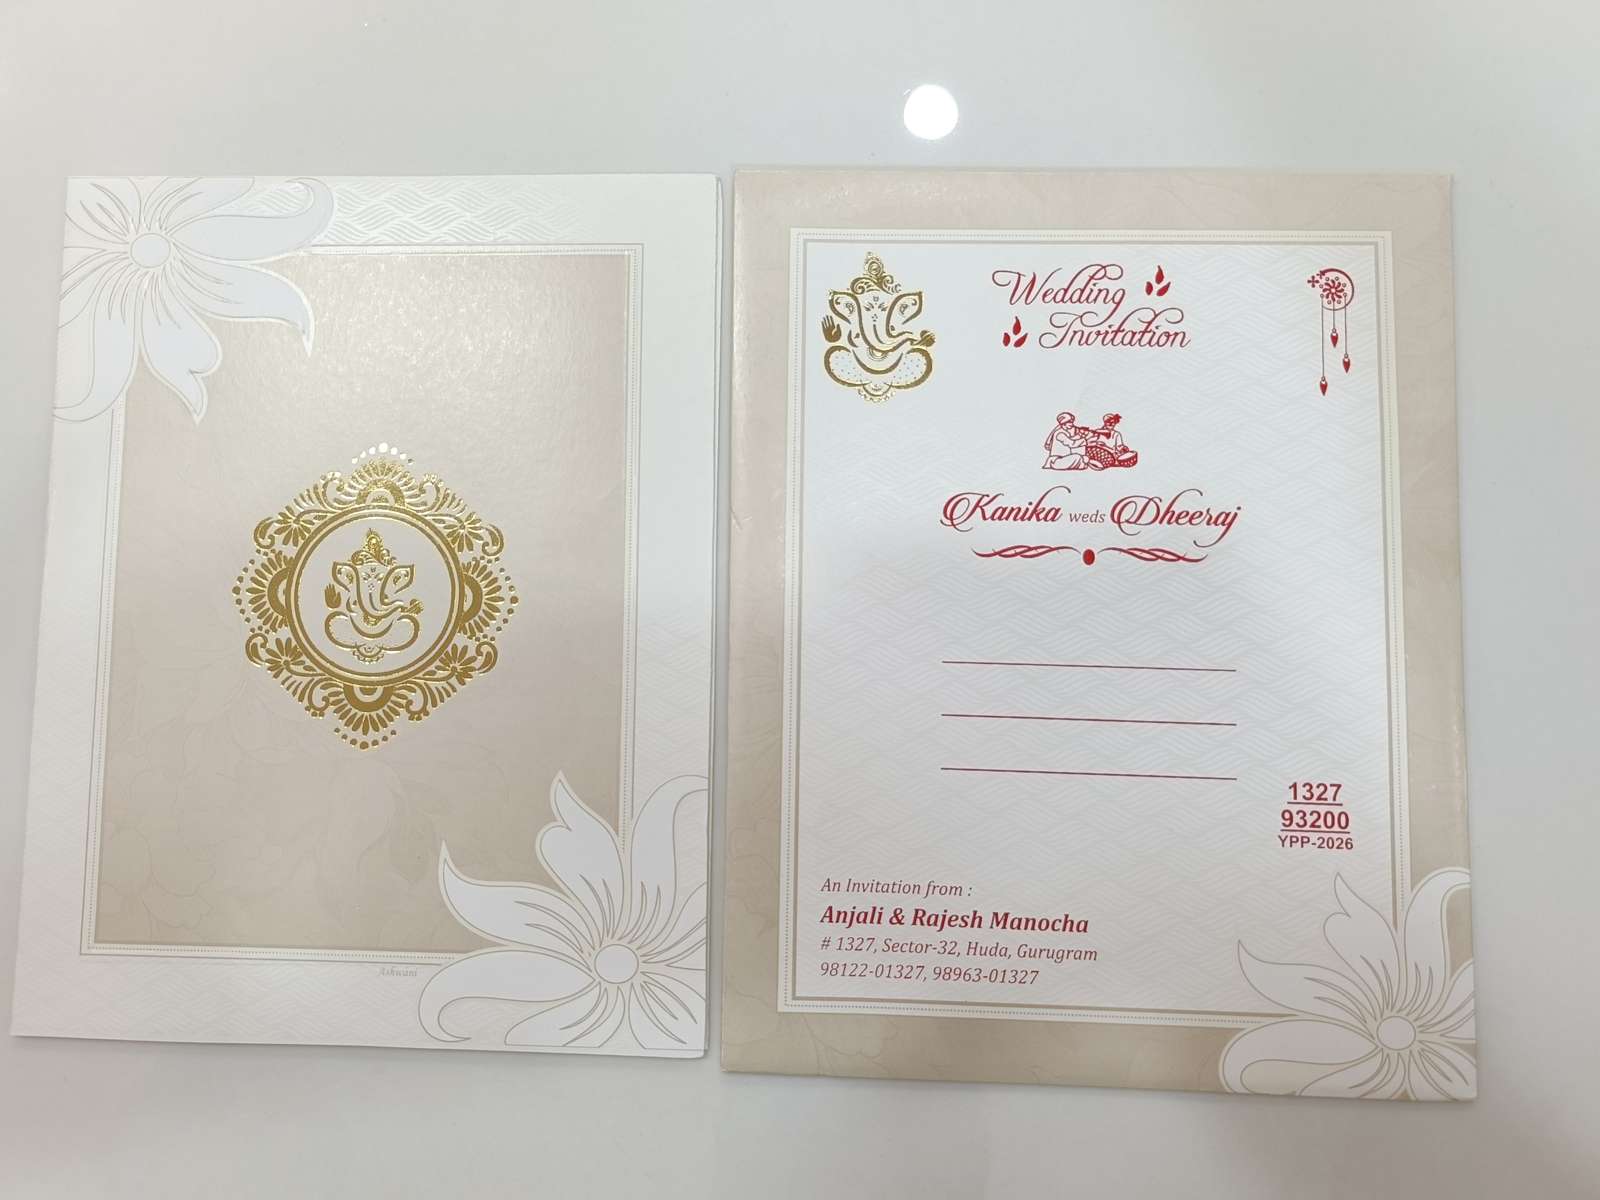 Ashwani
Wedding
Invitation
Kanika weds Dheeraj
1327
93200
YPP-2026
An Invitation from :
Anjali & Rajesh Manocha
# 1327, Sector-32, Huda, Gurugram
98122-01327, 98963-01327